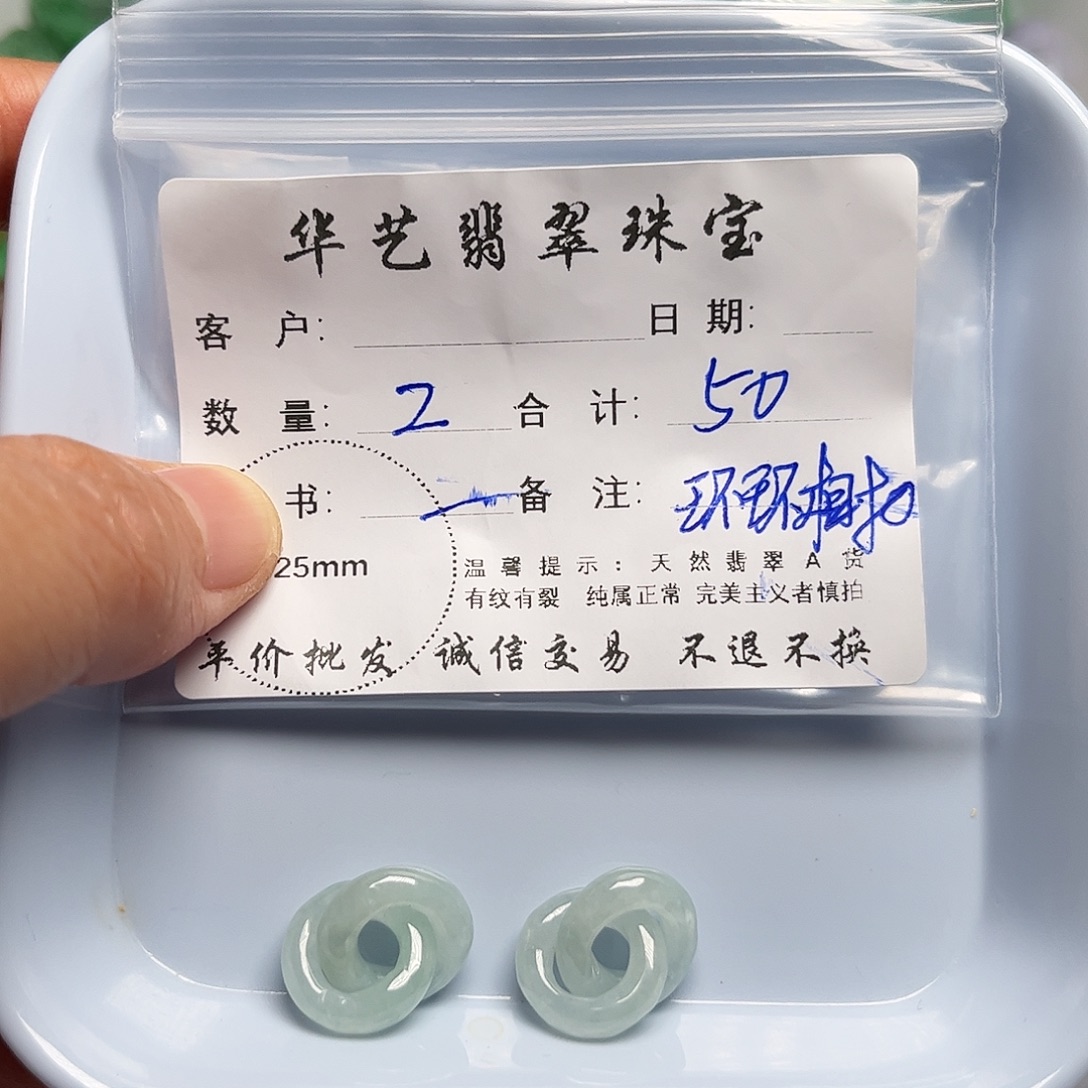 华艺翡翠珠宝
客 户: 日 期:
数 量: 2 合 计: 50
书: 一 备 注: 环环相扣
25mm
温馨提示: 天然翡翠A货
有纹有裂 纯属正常 完美主义者慎拍
平价批发 诚信交易 不退不换